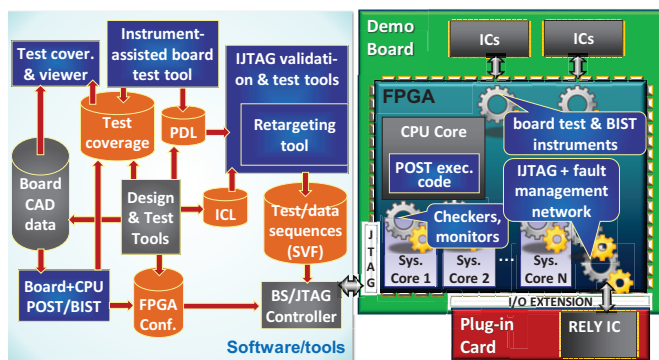 Test cover.
& viewer
Instrument-
assisted board
test tool
IJTAG validati-
on & test tools
Retargeting
tool
Test
coverage
PDL
Board
CAD
data
Design
& Test
Tools
ICL
Test/data
sequences
(SVF)
Board+CPU
POST/BIST
FPGA
Conf.
BS/JTAG
Controller
Software/tools
Demo
Board
ICs
ICs
FPGA
CPU Core
POST exec.
code
board test & BIST
instruments
IJTAG + fault
management
network
Checkers,
monitors
JTAG
Sys.
Core 1
Sys.
Core 2
...
Sys.
Core N
I/O EXTENSION
Plug-in
Card
RELY IC